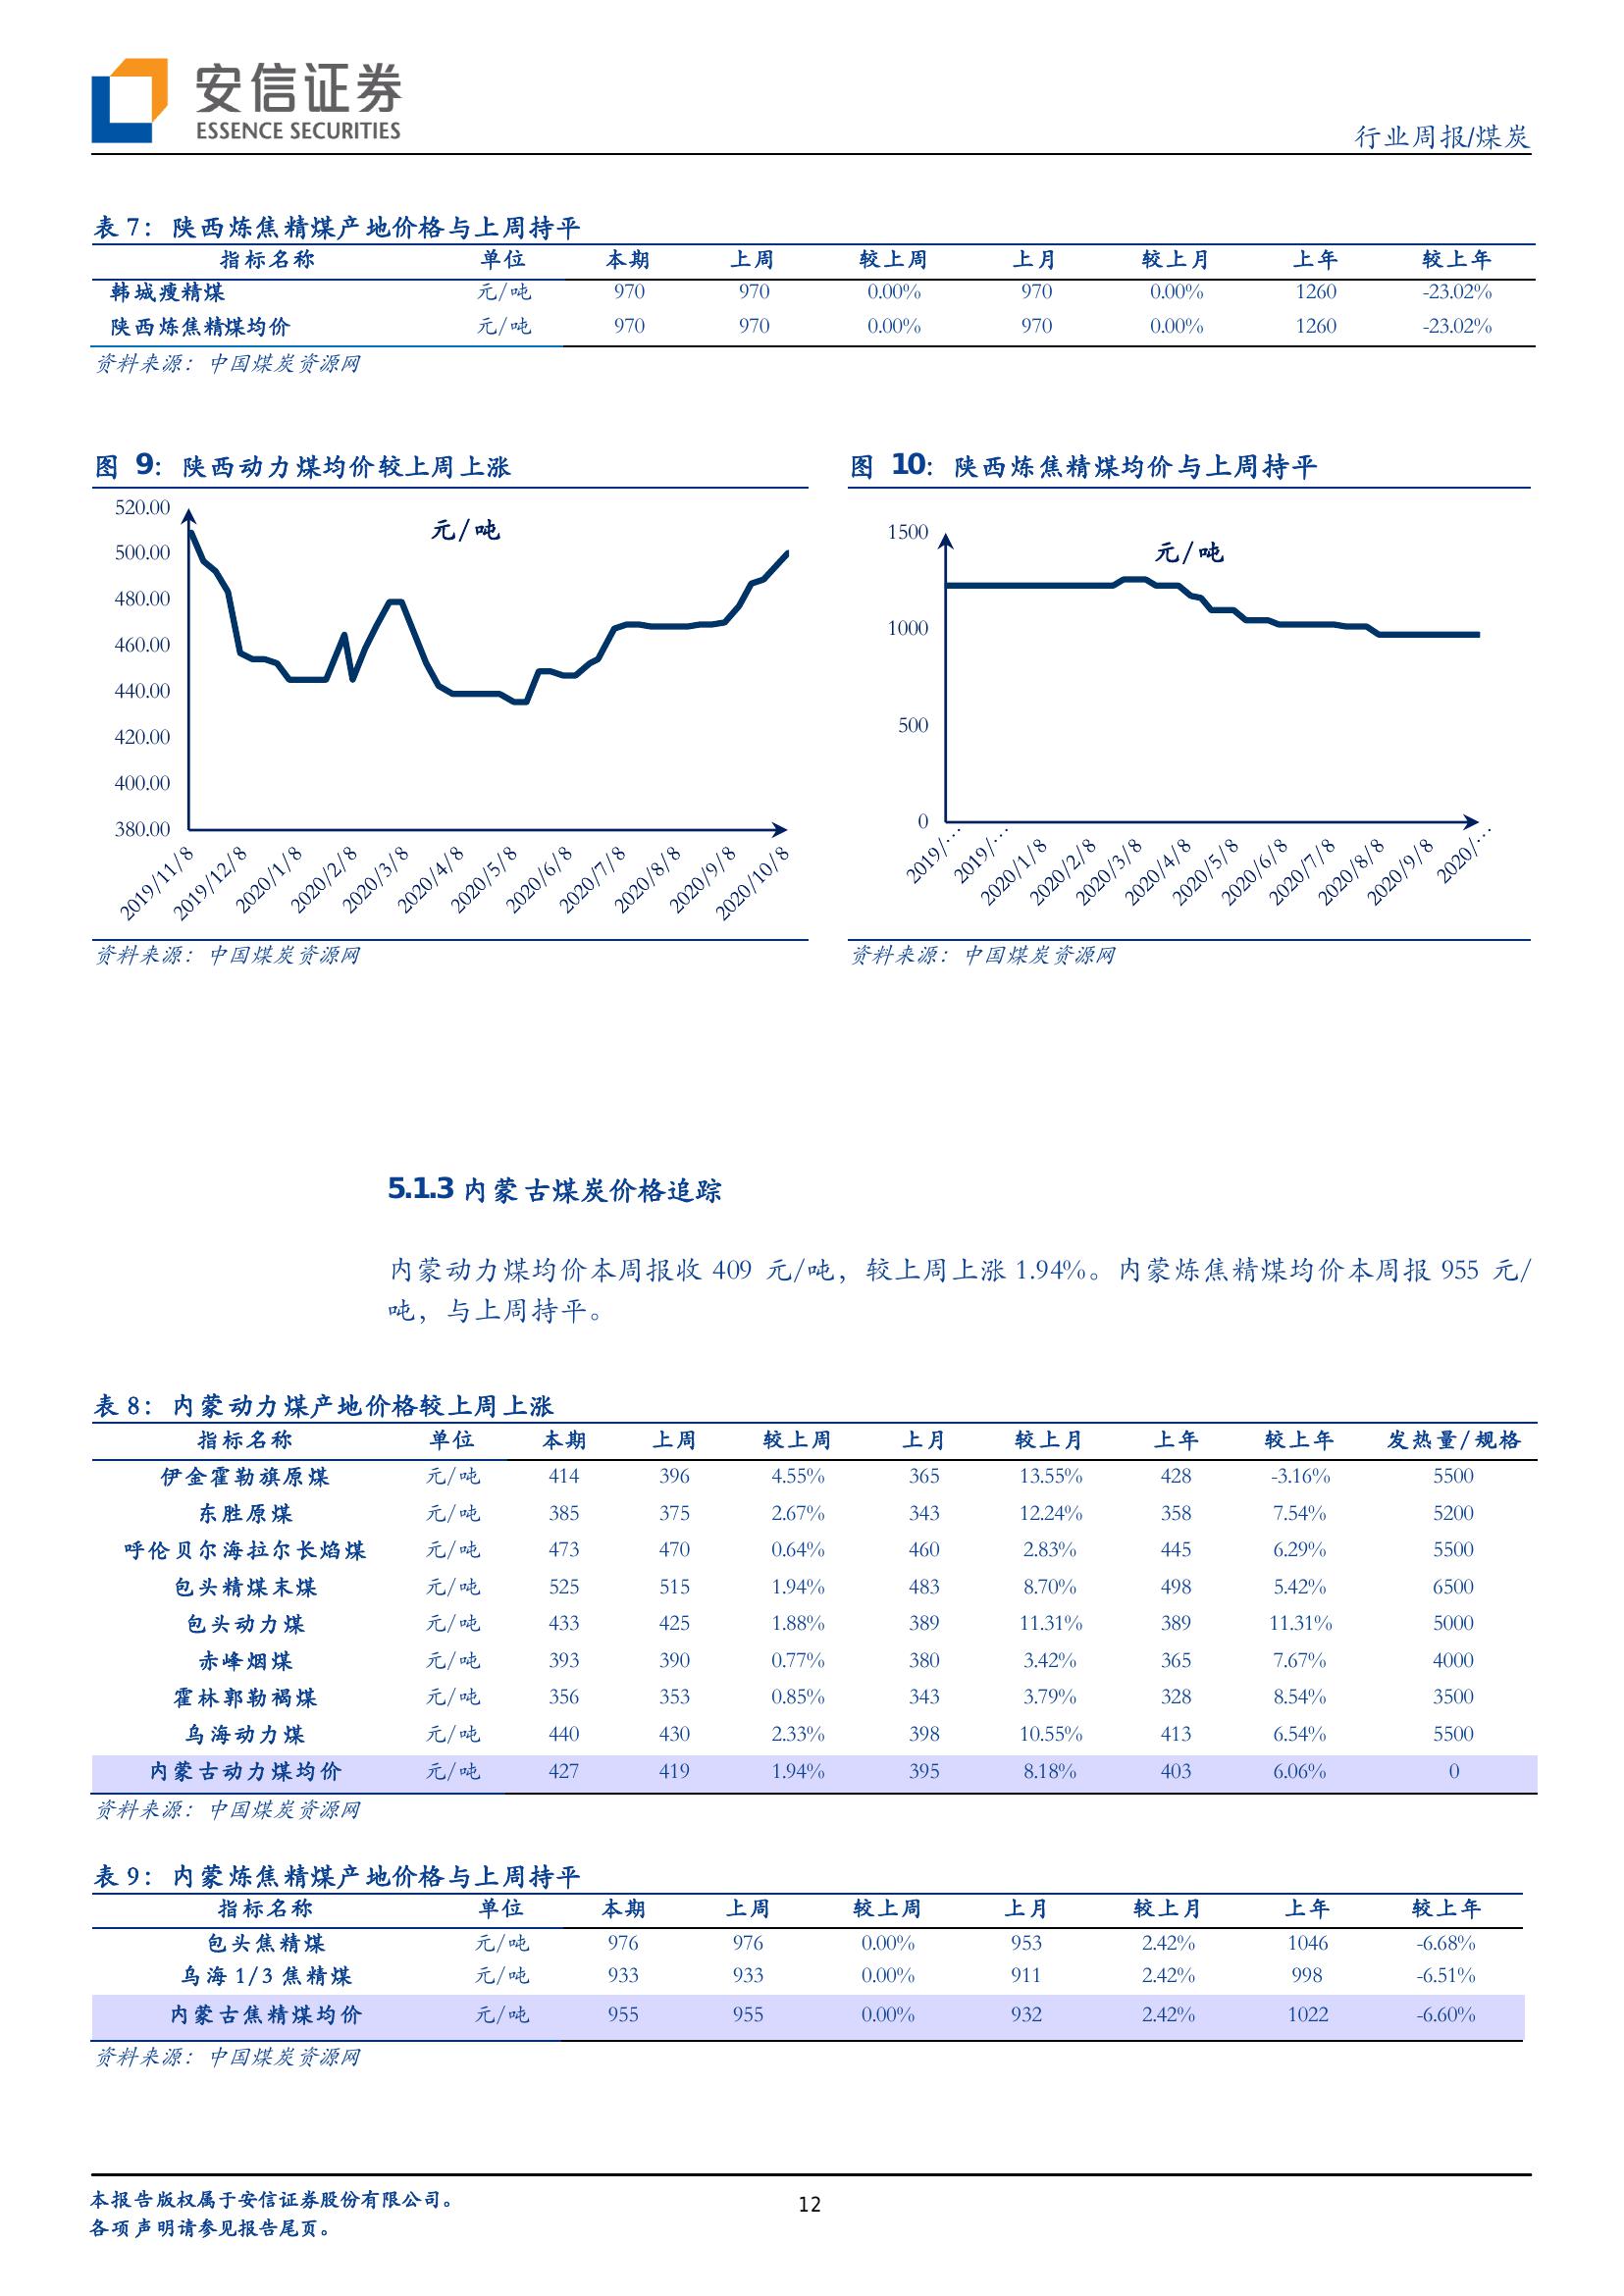 安信证券
ESSENCE SECURITIES
行业周报/煤炭
表 7：陕西炼焦精煤产地价格与上周持平
指标名称 单位 本期 上周 较上周 上月 较上月 上年 较上年
韩城瘦精煤 元/吨 970 970 0.00% 970 0.00% 1260 -23.02%
陕西炼焦精煤均价 元/吨 970 970 0.00% 970 0.00% 1260 -23.02%
资料来源：中国煤炭资源网
图 9：陕西动力煤均价较上周上涨
元/吨
520.00
500.00
480.00
460.00
440.00
420.00
400.00
380.00
2019/11/8 2019/12/8 2020/1/8 2020/2/8 2020/3/8 2020/4/8 2020/5/8 2020/6/8 2020/7/8 2020/8/8 2020/9/8 2020/10/8
资料来源：中国煤炭资源网
图 10：陕西炼焦精煤均价与上周持平
元/吨
1500
1000
500
0
2019/… 2019/… 2020/1/8 2020/2/8 2020/3/8 2020/4/8 2020/5/8 2020/6/8 2020/7/8 2020/8/8 2020/9/8 2020/…
资料来源：中国煤炭资源网
5.1.3 内蒙古煤炭价格追踪
内蒙动力煤均价本周报收 409 元/吨，较上周上涨 1.94%。内蒙炼焦精煤均价本周报 955 元/
吨，与上周持平。
表 8：内蒙动力煤产地价格较上周上涨
指标名称 单位 本期 上周 较上周 上月 较上月 上年 较上年 发热量/规格
伊金霍勒旗原煤 元/吨 414 396 4.55% 365 13.55% 428 -3.16% 5500
东胜原煤 元/吨 385 375 2.67% 343 12.24% 358 7.54% 5200
呼伦贝尔海拉尔长焰煤 元/吨 473 470 0.64% 460 2.83% 445 6.29% 5500
包头精煤末煤 元/吨 525 515 1.94% 483 8.70% 498 5.42% 6500
包头动力煤 元/吨 433 425 1.88% 389 11.31% 389 11.31% 5000
赤峰烟煤 元/吨 393 390 0.77% 380 3.42% 365 7.67% 4000
霍林郭勒褐煤 元/吨 356 353 0.85% 343 3.79% 328 8.54% 3500
乌海动力煤 元/吨 440 430 2.33% 398 10.55% 413 6.54% 5500
内蒙古动力煤均价 元/吨 427 419 1.94% 395 8.18% 403 6.06% 0
资料来源：中国煤炭资源网
表 9：内蒙炼焦精煤产地价格与上周持平
指标名称 单位 本期 上周 较上周 上月 较上月 上年 较上年
包头焦精煤 元/吨 976 976 0.00% 953 2.42% 1046 -6.68%
乌海 1/3 焦精煤 元/吨 933 933 0.00% 911 2.42% 998 -6.51%
内蒙古焦精煤均价 元/吨 955 955 0.00% 932 2.42% 1022 -6.60%
资料来源：中国煤炭资源网
本报告版权属于安信证券股份有限公司。
各项声明请参见报告尾页。
12